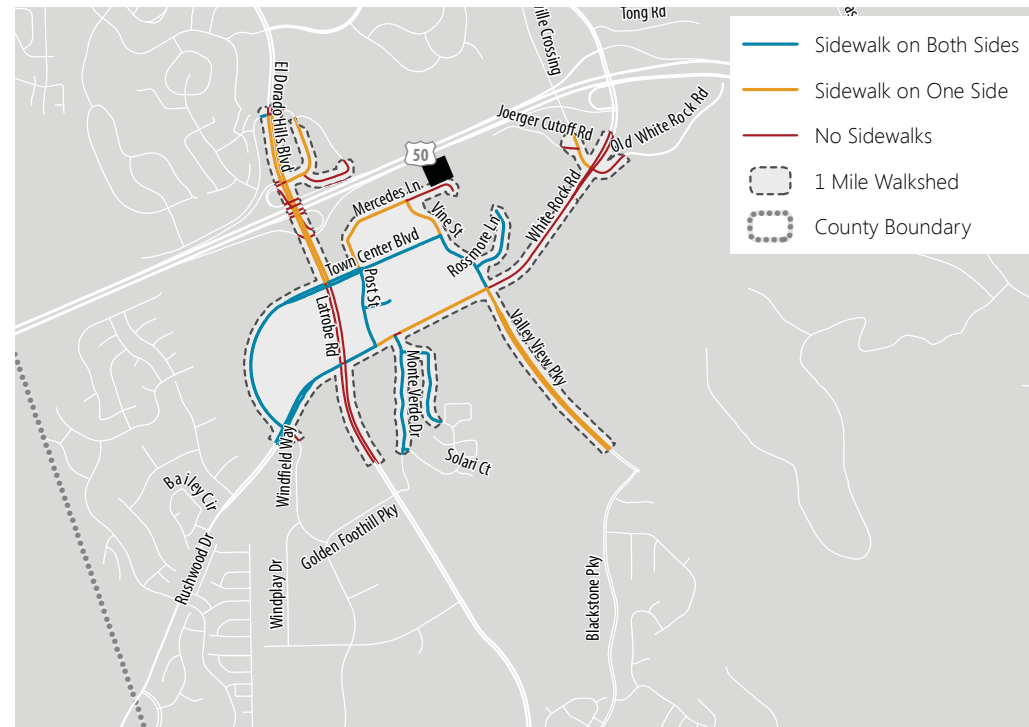 Tong Rd
ville Crossing
as
Sidewalk on Both Sides
Sidewalk on One Side
No Sidewalks
1 Mile Walkshed
County Boundary
El Dorado Hills Blvd
Joerger Cutoff Rd
Old White Rock Rd
50
Mercedes Ln.
Vine St
White Rock Rd
Rossmore Ln
Town Center Blvd
Post St
Latrobe Rd
Valley View Pky
Monte Verde Dr
Solari Ct
Windfield Way
Bailey Cir
Golden Foothill Pky
Rushwood Dr
Windplay Dr
Blackstone Pky